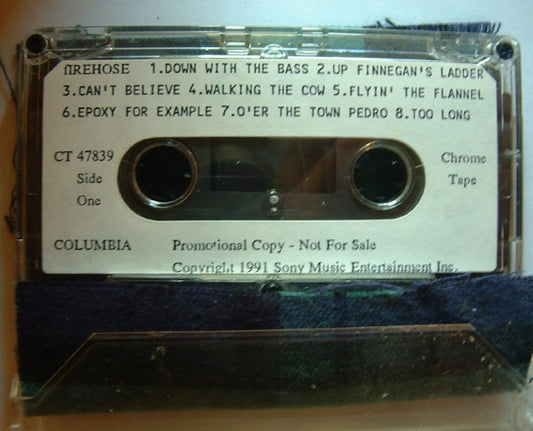 fIREHOSE 1.DOWN WITH THE BASS 2.UP FINNEGAN'S LADDER
3.CAN'T BELIEVE 4.WALKING THE COW 5.FLYIN' THE FLANNEL
6.EPOXY FOR EXAMPLE 7.O'ER THE TOWN PEDRO 8.TOO LONG
CT 47839
Side
One
Chrome
Tape
COLUMBIA Promotional Copy - Not For Sale
Copyright 1991 Sony Music Entertainment Inc.